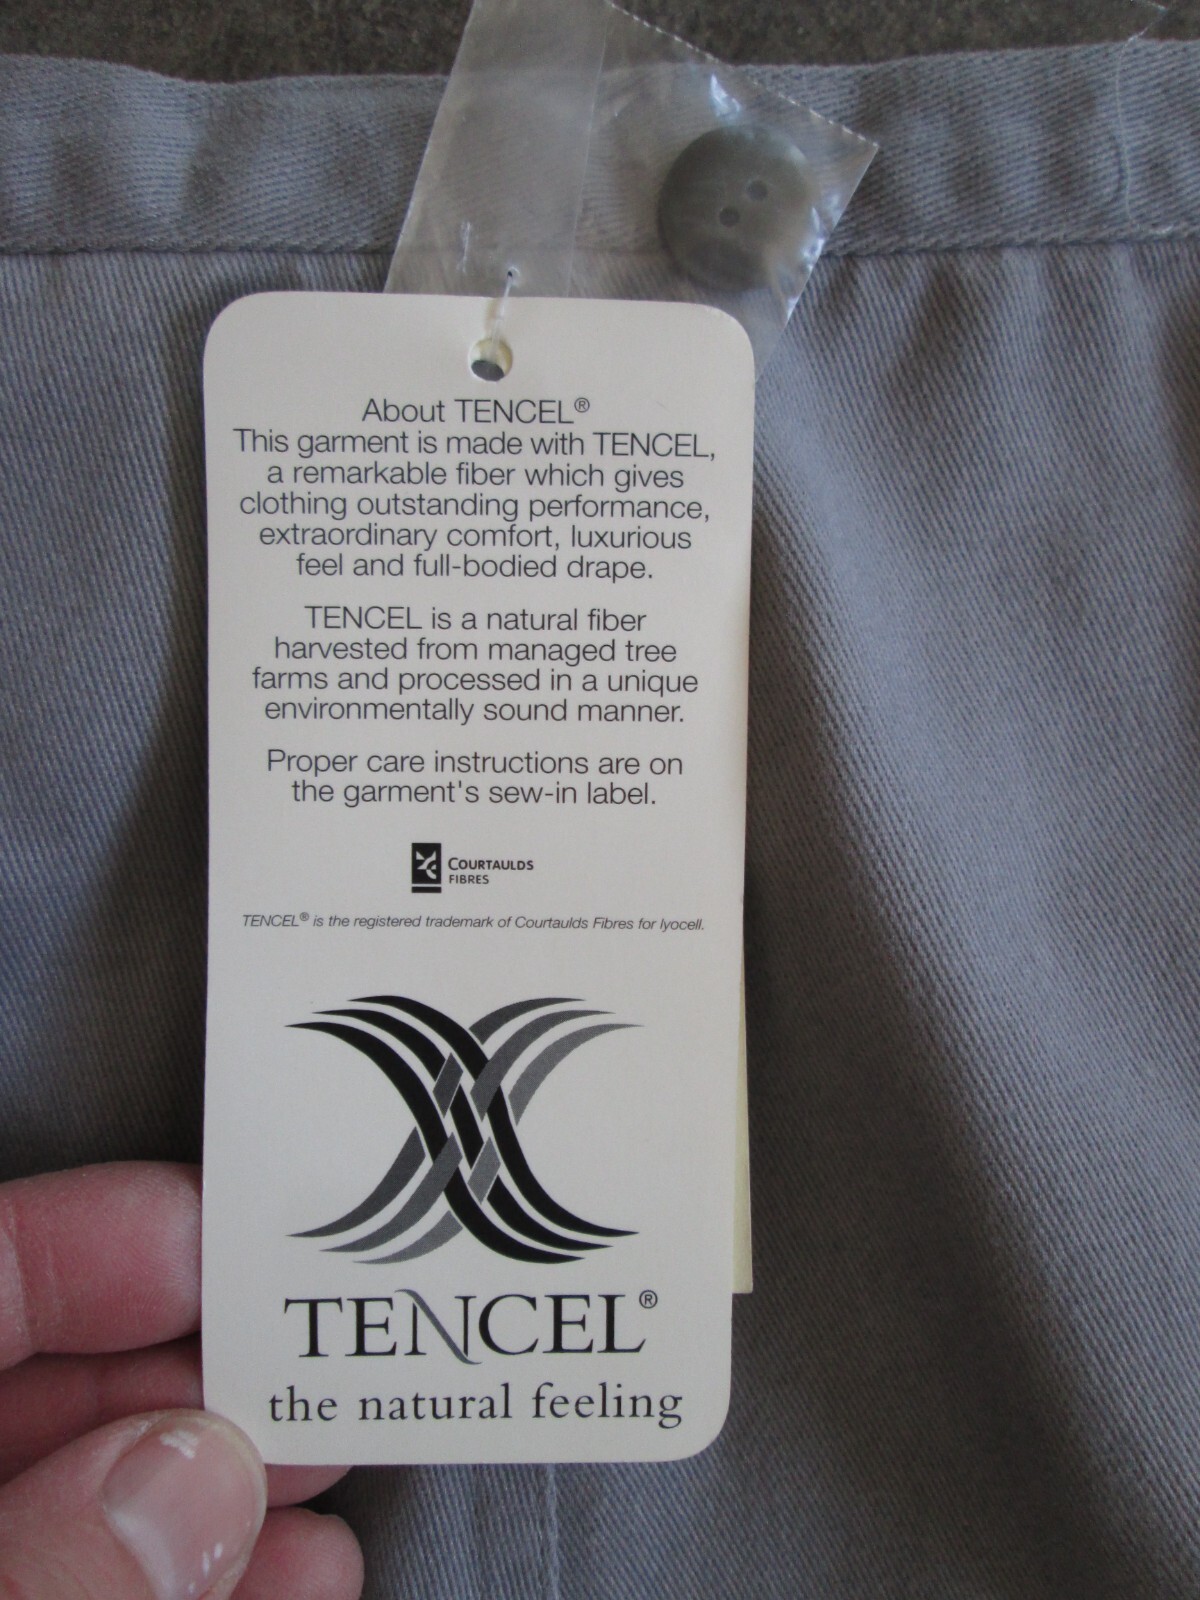 About TENCEL®
This garment is made with TENCEL,
a remarkable fiber which gives
clothing outstanding performance,
extraordinary comfort, luxurious
feel and full-bodied drape.
TENCEL is a natural fiber
harvested from managed tree
farms and processed in a unique
environmentally sound manner.
Proper care instructions are on
the garment's sew-in label.
COURTAULDS
FIBRES
TENCEL® is the registered trademark of Courtaulds Fibres for lyocell.
TENCEL®
the natural feeling